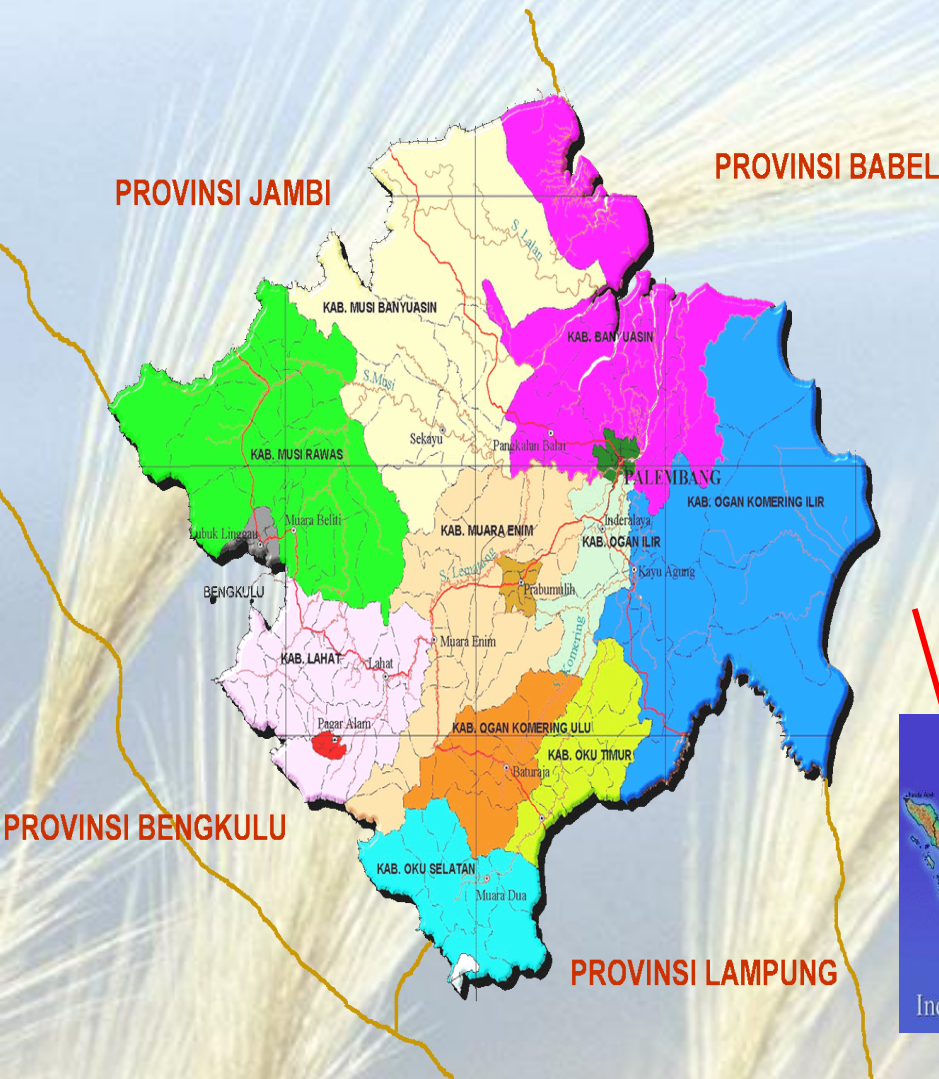 PROVINSI JAMBI
PROVINSI BABEL
S. Lalan
KAB. MUSI BANYUASIN
KAB. BANYUASIN
S.Musi
Sekayu
Pangkalan Balai
KAB. MUSI RAWAS
PALEMBANG
KAB. OGAN KOMERING ILIR
Muara Beliti
Lubuk Linggau
KAB. MUARA ENIM
Inderalaya
KAB. OGAN ILIR
S. Lematang
Kayu Agung
BENGKULU
Prabumulih
Muara Enim
S. Komering
KAB. LAHAT
Lahat
Pagar Alam
KAB. OGAN KOMERING ULU
KAB. OKU TIMUR
Baturaja
PROVINSI BENGKULU
KAB. OKU SELATAN
Muara Dua
PROVINSI LAMPUNG